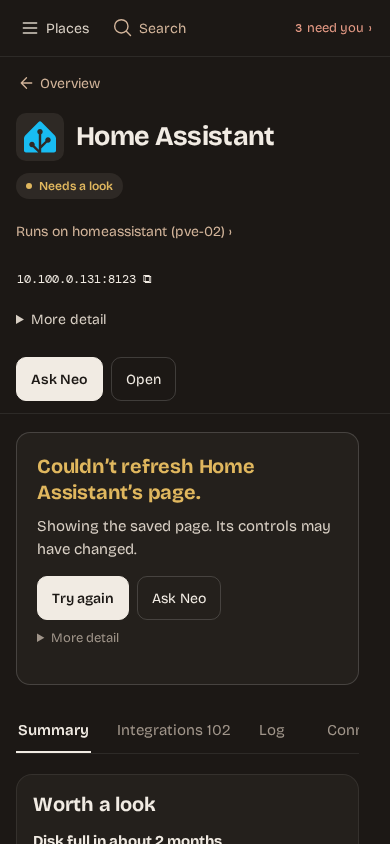 Places
Search
3 need you ›
← Overview
Home Assistant
Needs a look
Runs on homeassistant (pve-02) ›
10.100.0.131:8123
More detail
Ask Neo
Open
Couldn’t refresh Home
Assistant’s page.
Showing the saved page. Its controls may
have changed.
Try again
Ask Neo
More detail
Summary
Integrations 102
Log
Worth a look
Disk full in about 2 months